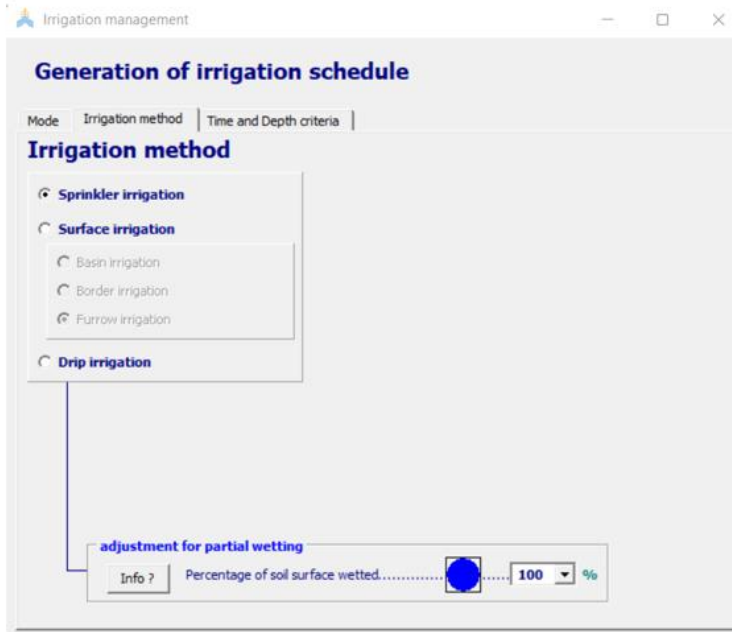 Irrigation management
Generation of irrigation schedule
Mode Irrigation method Time and Depth criteria
Irrigation method
Sprinkler irrigation
Surface irrigation
Basin irrigation
Border irrigation
Furrow irrigation
Drip irrigation
adjustment for partial wetting
Info ? Percentage of soil surface wetted................ ...... 100 %